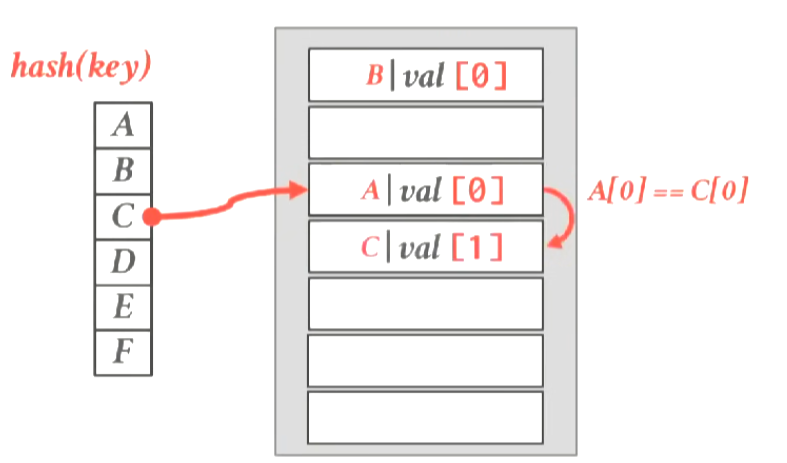 hash(key)
A
B
C
D
E
F
B|val [0]
A|val [0]
C|val [1]
A[0] == C[0]